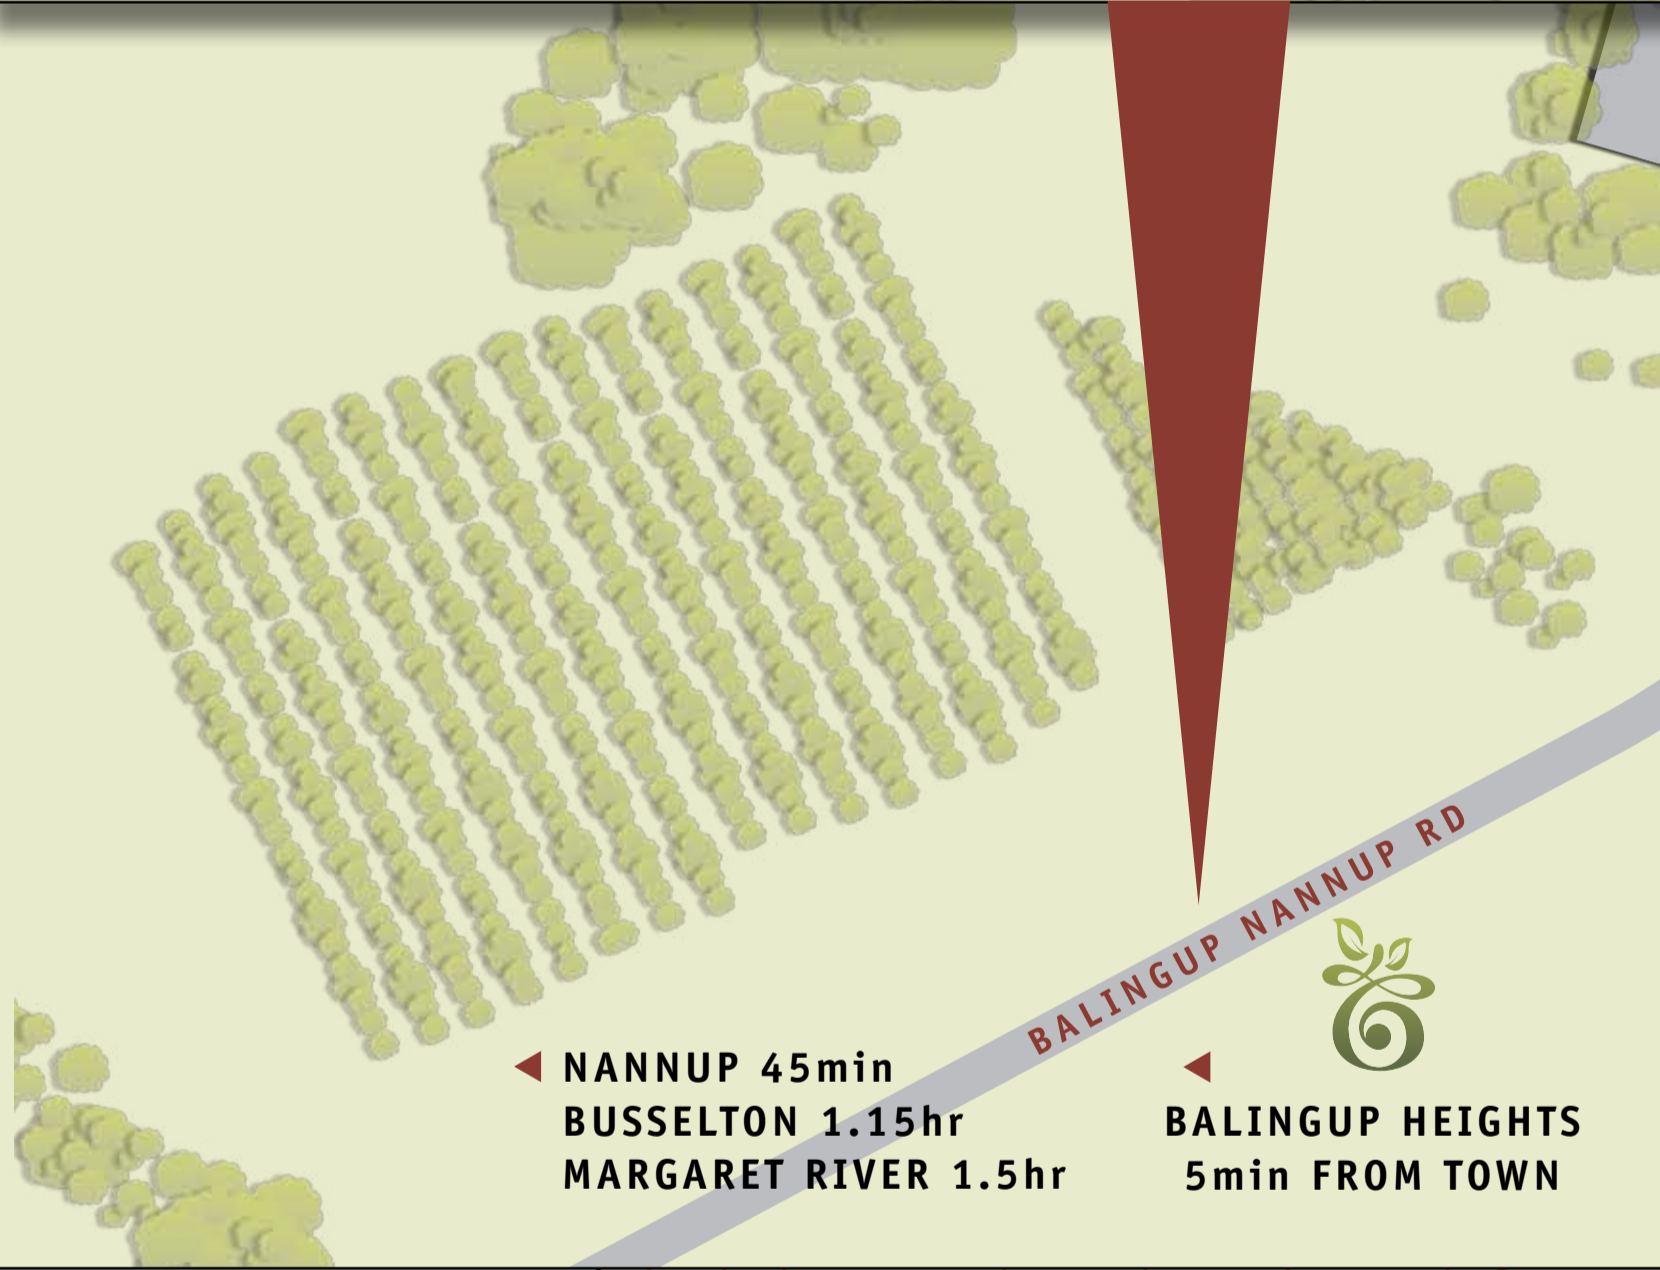 BALINGUP NANNUP RD
NANNUP 45min
BUSSELTON 1.15hr
MARGARET RIVER 1.5hr
BALINGUP HEIGHTS
5min FROM TOWN